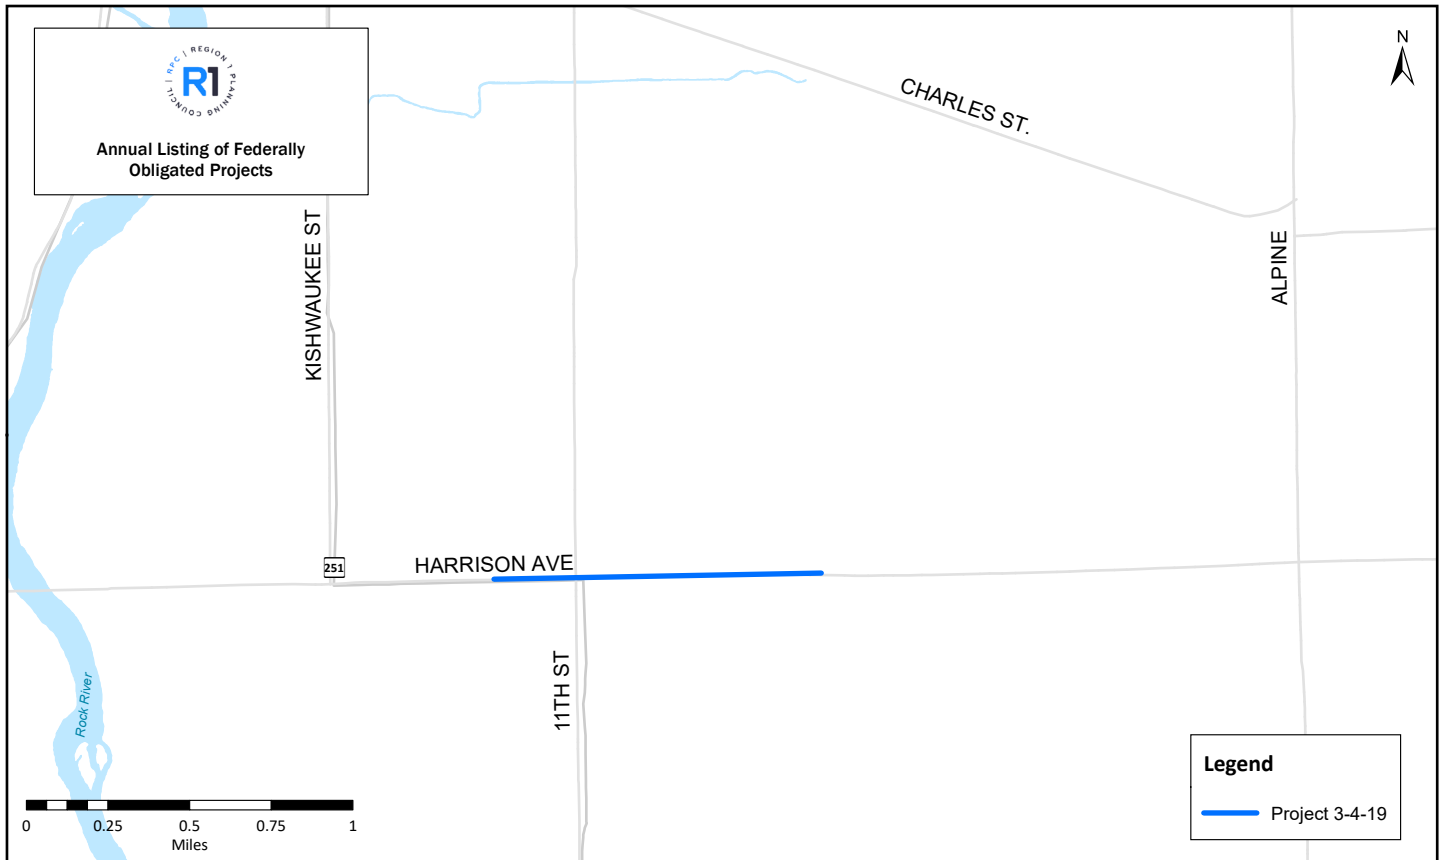 RPC | REGION 1 PLANNING COUNCIL |
R1
Annual Listing of Federally
Obligated Projects
N
CHARLES ST.
KISHWAUKEE ST
ALPINE
251
HARRISON AVE
11TH ST
Rock River
Legend
Project 3-4-19
0 0.25 0.5 0.75 1
Miles